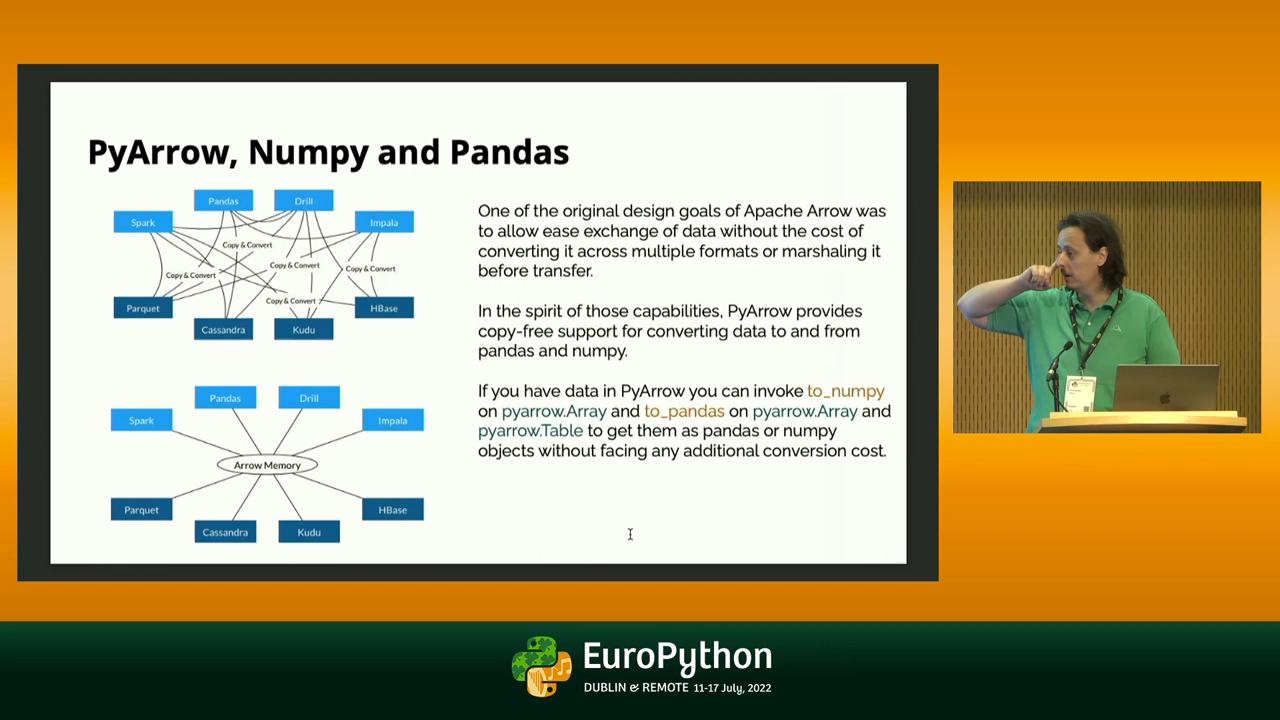 PyArrow, Numpy and Pandas
Pandas
Drill
Spark
Impala
Copy & Convert
Copy & Convert
Copy & Convert
Copy & Convert
Copy & Convert
Parquet
HBase
Cassandra
Kudu
Pandas
Drill
Spark
Impala
Arrow Memory
Parquet
HBase
Cassandra
Kudu
One of the original design goals of Apache Arrow was
to allow ease exchange of data without the cost of
converting it across multiple formats or marshaling it
before transfer.
In the spirit of those capabilities, PyArrow provides
copy-free support for converting data to and from
pandas and numpy.
If you have data in PyArrow you can invoke to_numpy
on pyarrow.Array and to_pandas on pyarrow.Array and
pyarrow.Table to get them as pandas or numpy
objects without facing any additional conversion cost.
EuroPython
DUBLIN & REMOTE 11-17 July, 2022